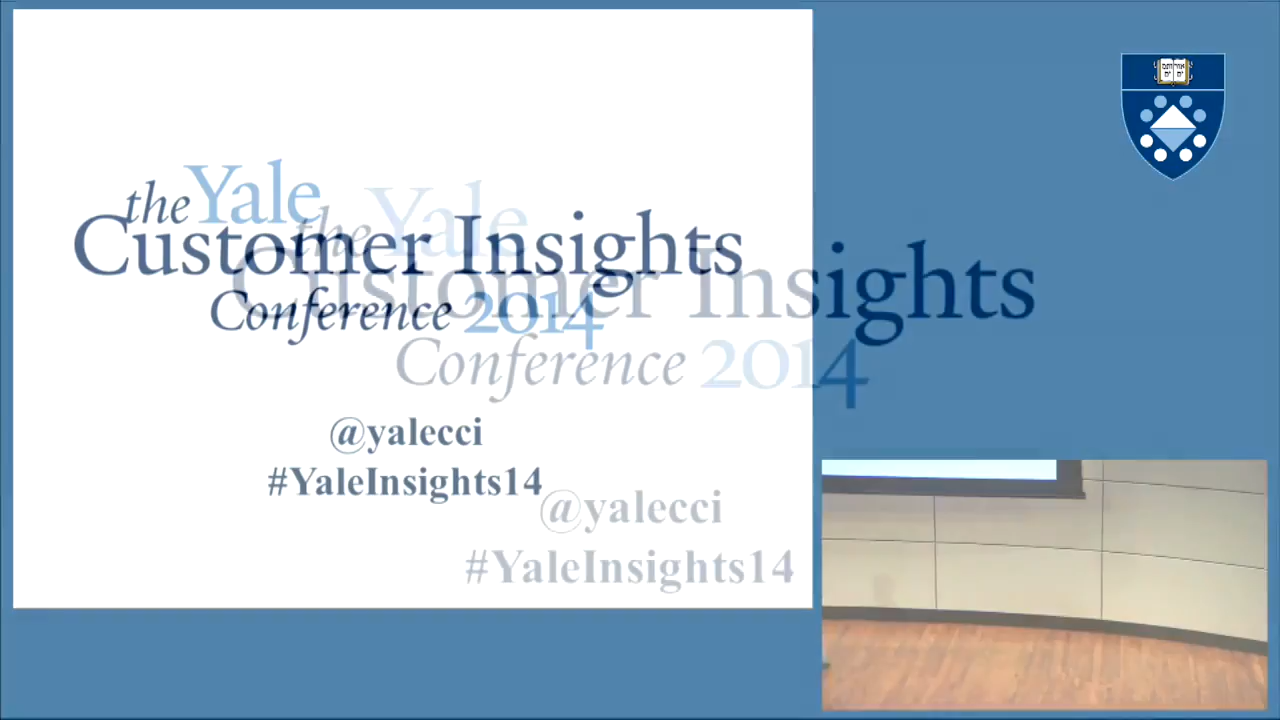 the Yale
Customer Insights
Conference 2014
@yalecci
#YaleInsights14
the Yale
Customer Insights
Conference 2014
@yalecci
#YaleInsights14